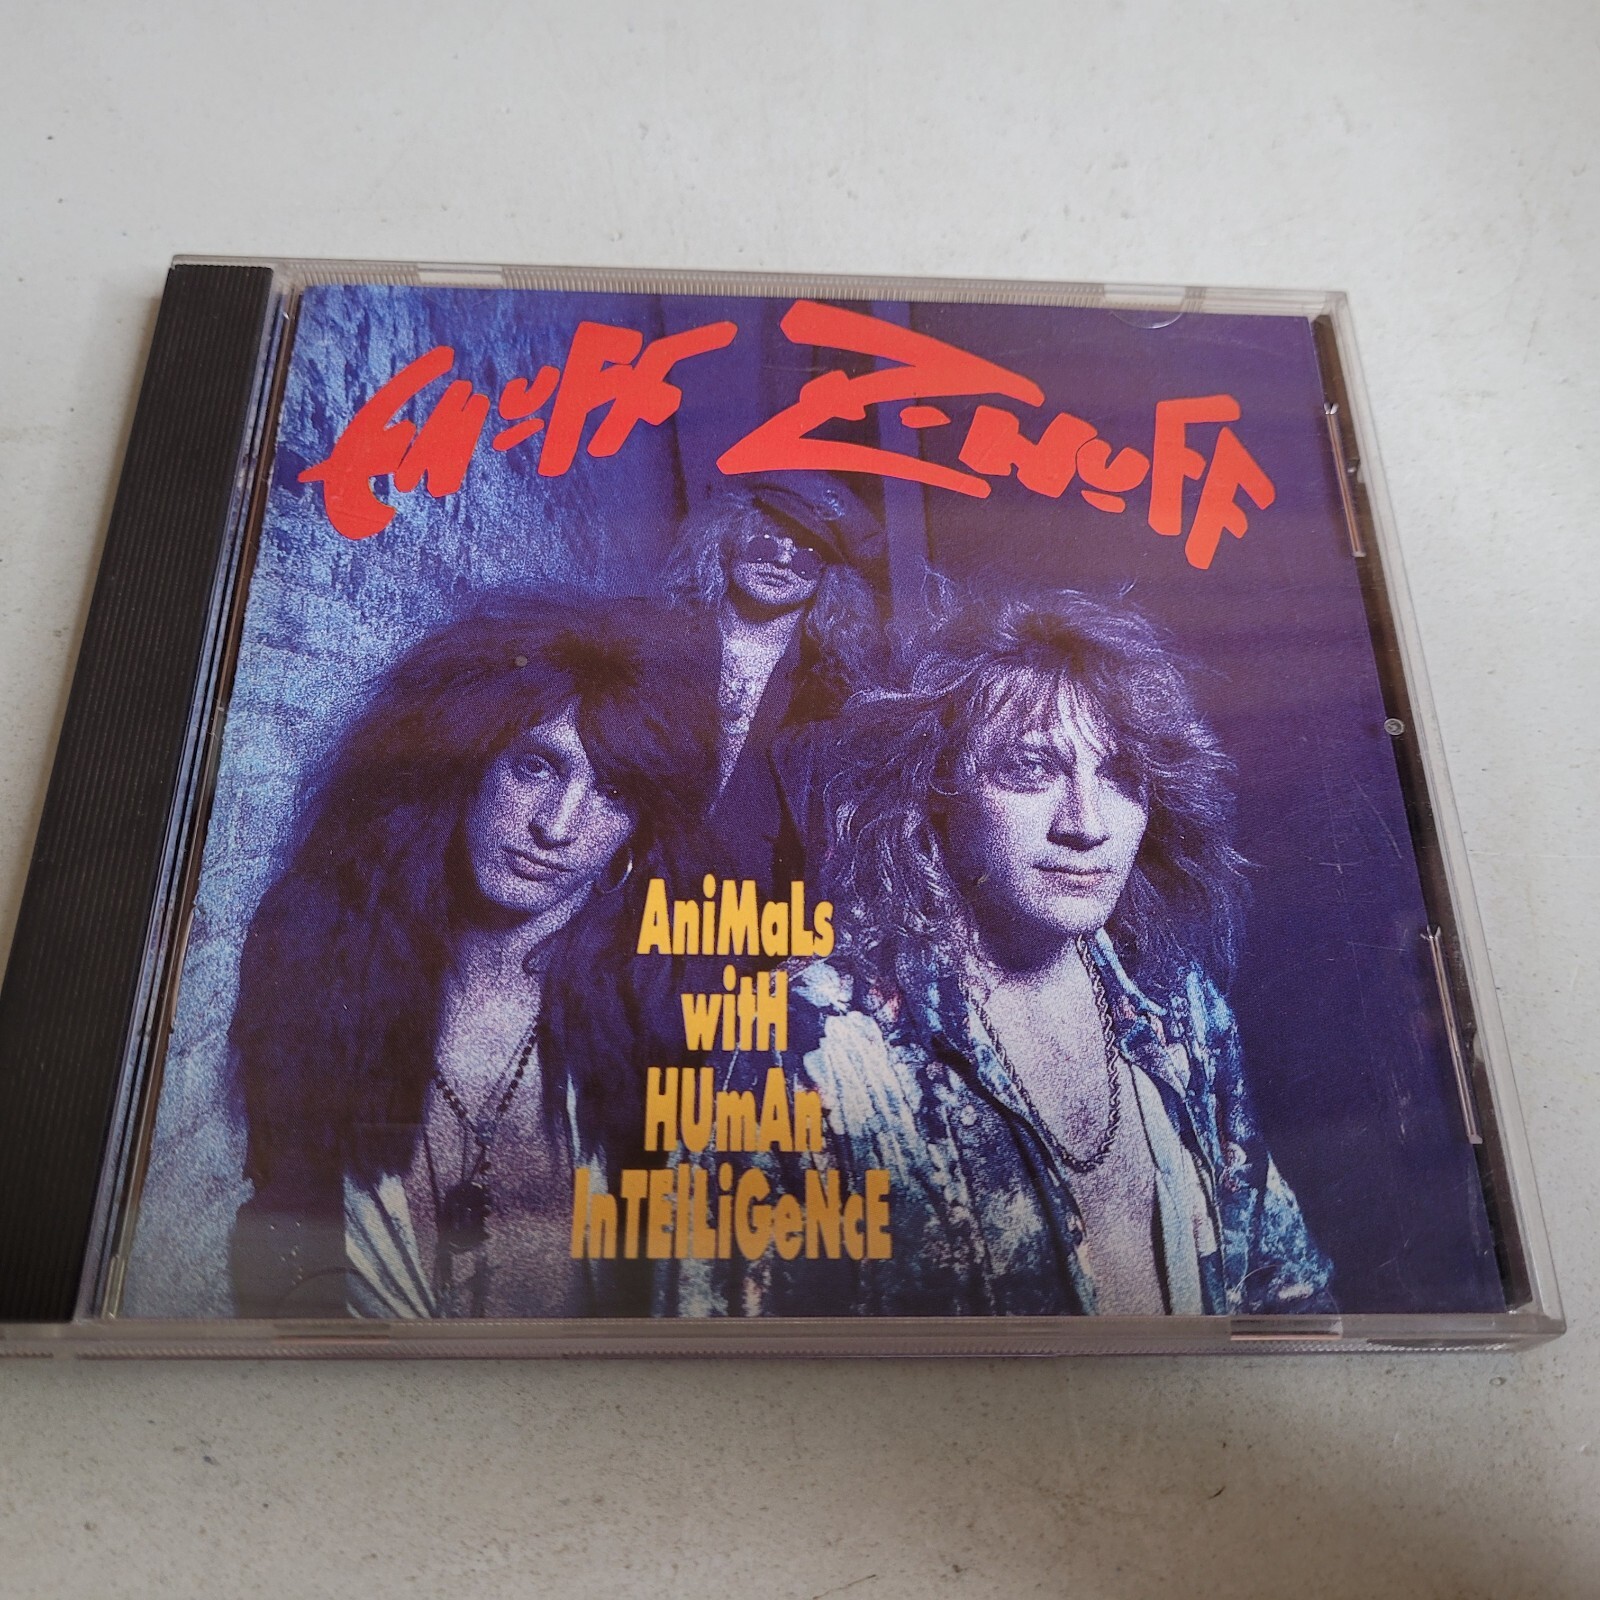 EnuFF Z-NuFF
AniMaLs
witH
HUmAn
InTElLiGeNcE